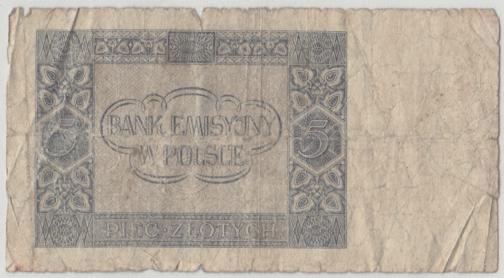 BANK EMISYJNY
W POLSCE
5 5
PIĘĆ ZŁOTYCH